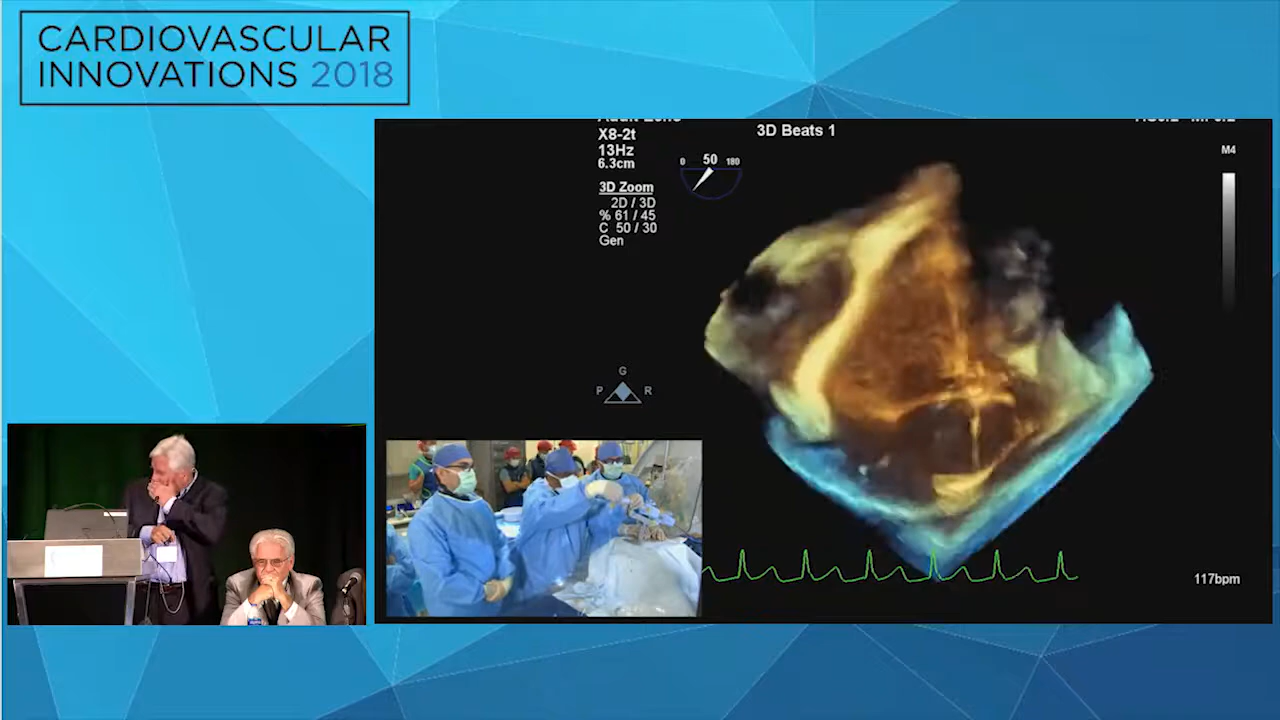 CARDIOVASCULAR
INNOVATIONS 2018
X8-2t
13Hz
6.3cm
3D Beats 1
0 50 180
M4
3D Zoom
2D / 3D
% 61 / 45
C 50 / 30
Gen
G
P R
117bpm